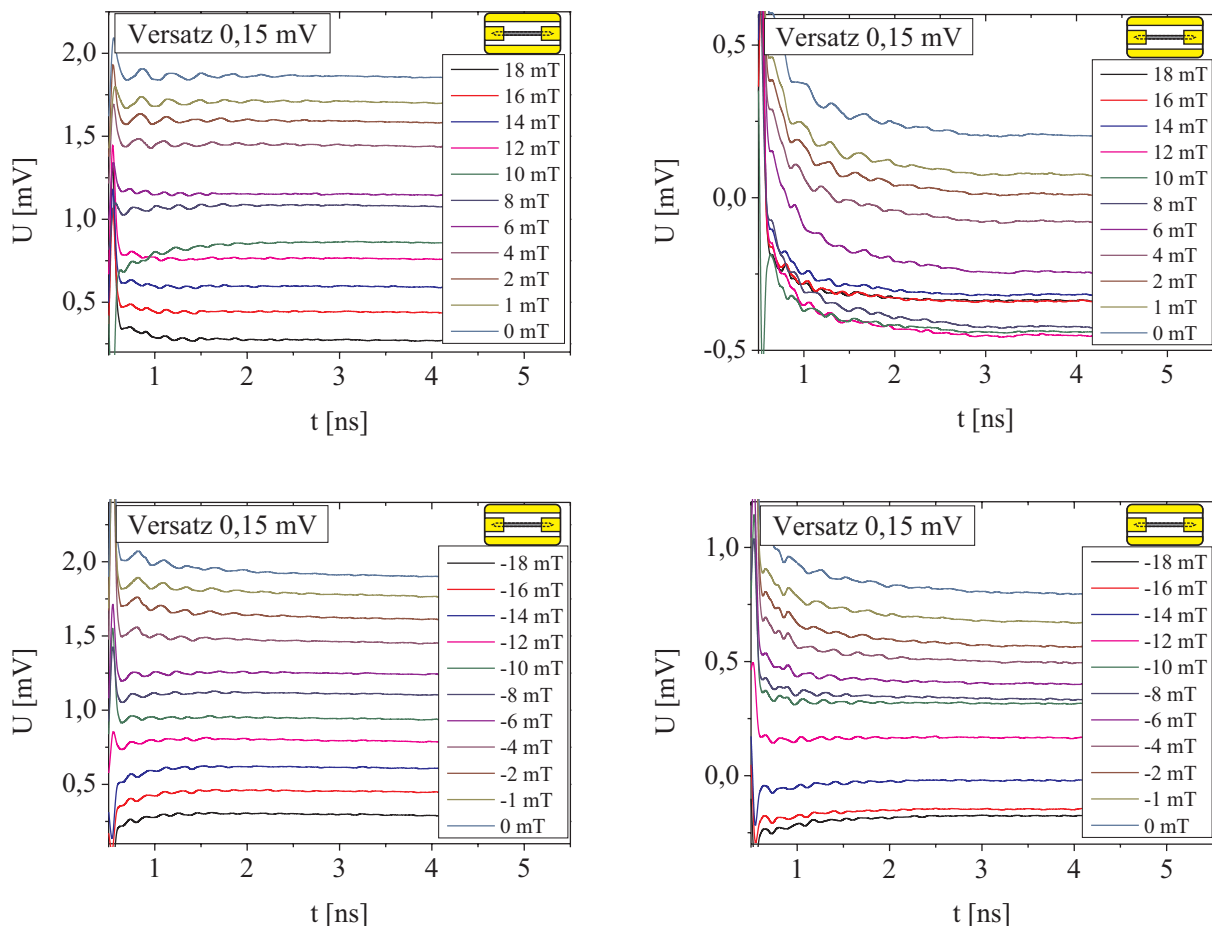 Versatz 0,15 mV
2,0
1,5
1,0
0,5
U [mV]
18 mT
16 mT
14 mT
12 mT
10 mT
8 mT
6 mT
4 mT
2 mT
1 mT
0 mT
1 2 3 4 5
t [ns]
Versatz 0,15 mV
0,5
0,0
-0,5
U [mV]
18 mT
16 mT
14 mT
12 mT
10 mT
8 mT
6 mT
4 mT
2 mT
1 mT
0 mT
1 2 3 4 5
t [ns]
Versatz 0,15 mV
2,0
1,5
1,0
0,5
U [mV]
-18 mT
-16 mT
-14 mT
-12 mT
-10 mT
-8 mT
-6 mT
-4 mT
-2 mT
-1 mT
0 mT
1 2 3 4 5
t [ns]
Versatz 0,15 mV
1,0
0,5
0,0
U [mV]
-18 mT
-16 mT
-14 mT
-12 mT
-10 mT
-8 mT
-6 mT
-4 mT
-2 mT
-1 mT
0 mT
1 2 3 4 5
t [ns]